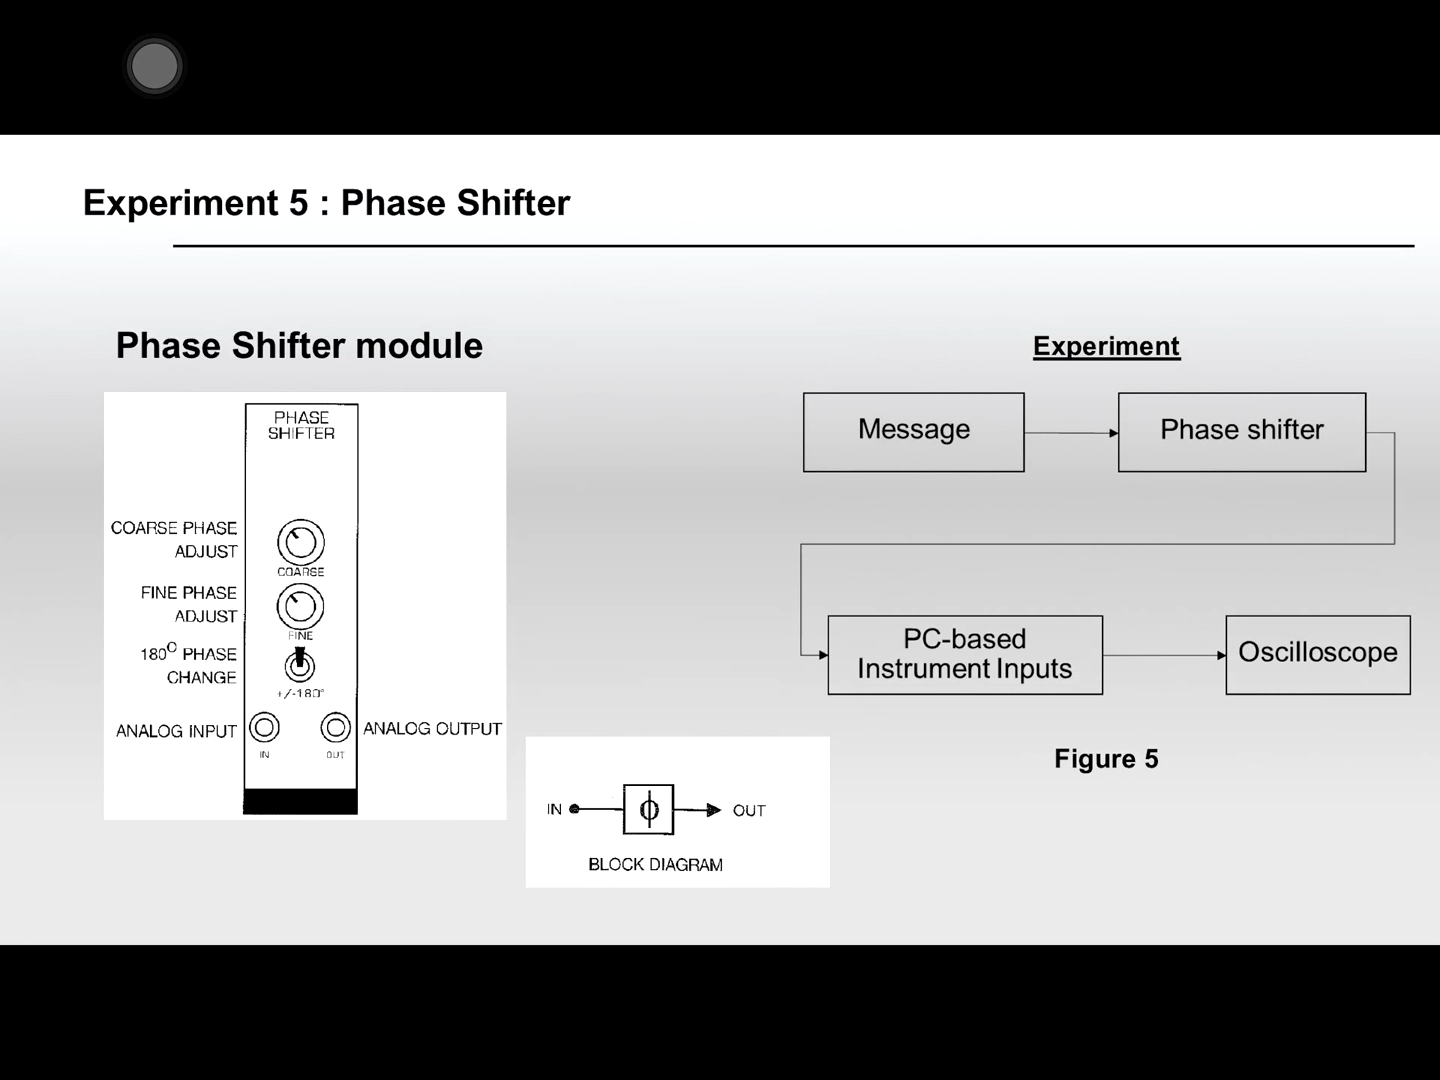 Experiment 5 : Phase Shifter
Phase Shifter module
PHASE
SHIFTER
COARSE PHASE
ADJUST
COARSE
FINE PHASE
ADJUST
FINE
180° PHASE
CHANGE
+/-180°
ANALOG INPUT
ANALOG OUTPUT
IN
OUT
IN
ϕ
OUT
BLOCK DIAGRAM
Experiment
Message
Phase shifter
PC-based
Instrument Inputs
Oscilloscope
Figure 5